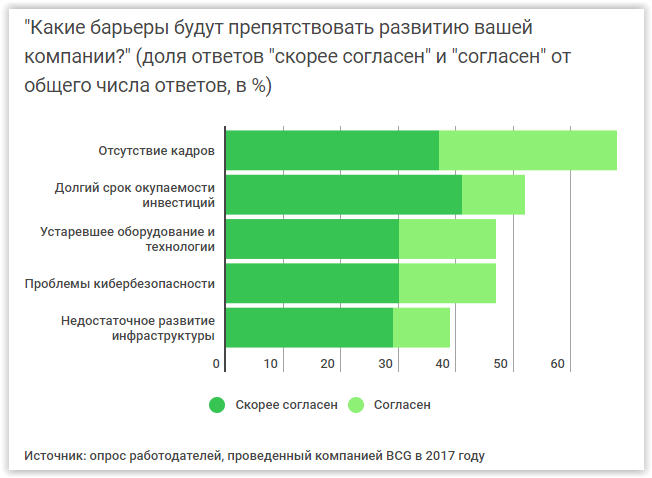 "Какие барьеры будут препятствовать развитию вашей
компании?" (доля ответов "скорее согласен" и "согласен" от
общего числа ответов, в %)
Отсутствие кадров
Долгий срок окупаемости
инвестиций
Устаревшее оборудование и
технологии
Проблемы кибербезопасности
Недостаточное развитие
инфраструктуры
0 10 20 30 40 50 60
Скорее согласен Согласен
Источник: опрос работодателей, проведенный компанией BCG в 2017 году